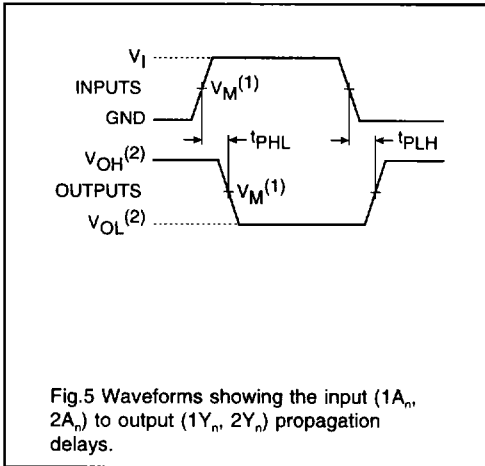 V_I
INPUTS
V_M(1)
GND
t_PHL
t_PLH
V_OH(2)
OUTPUTS
V_M(1)
V_OL(2)
Fig.5 Waveforms showing the input (1A_n,
2A_n) to output (1Y_n, 2Y_n) propagation
delays.